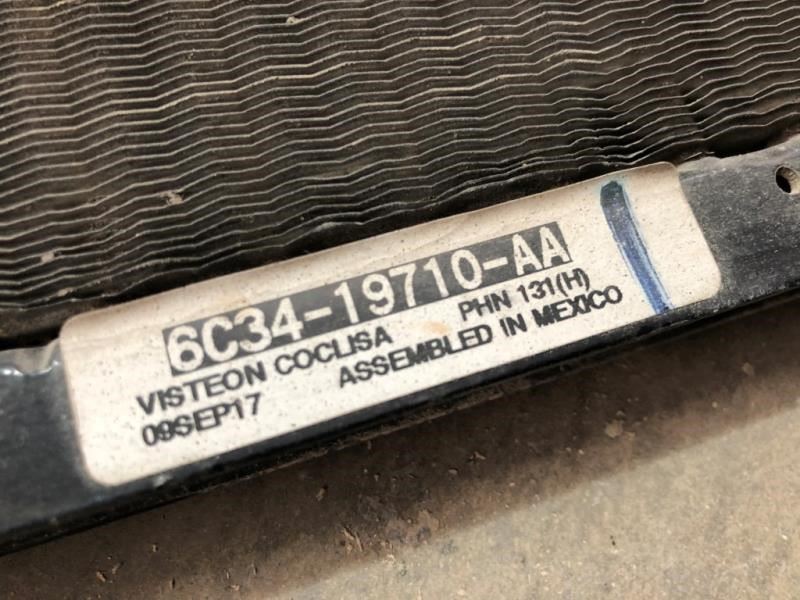 6C34-19710-AA
VISTEON COCLISA PHN 131(H)
09SEP17 ASSEMBLED IN MEXICO